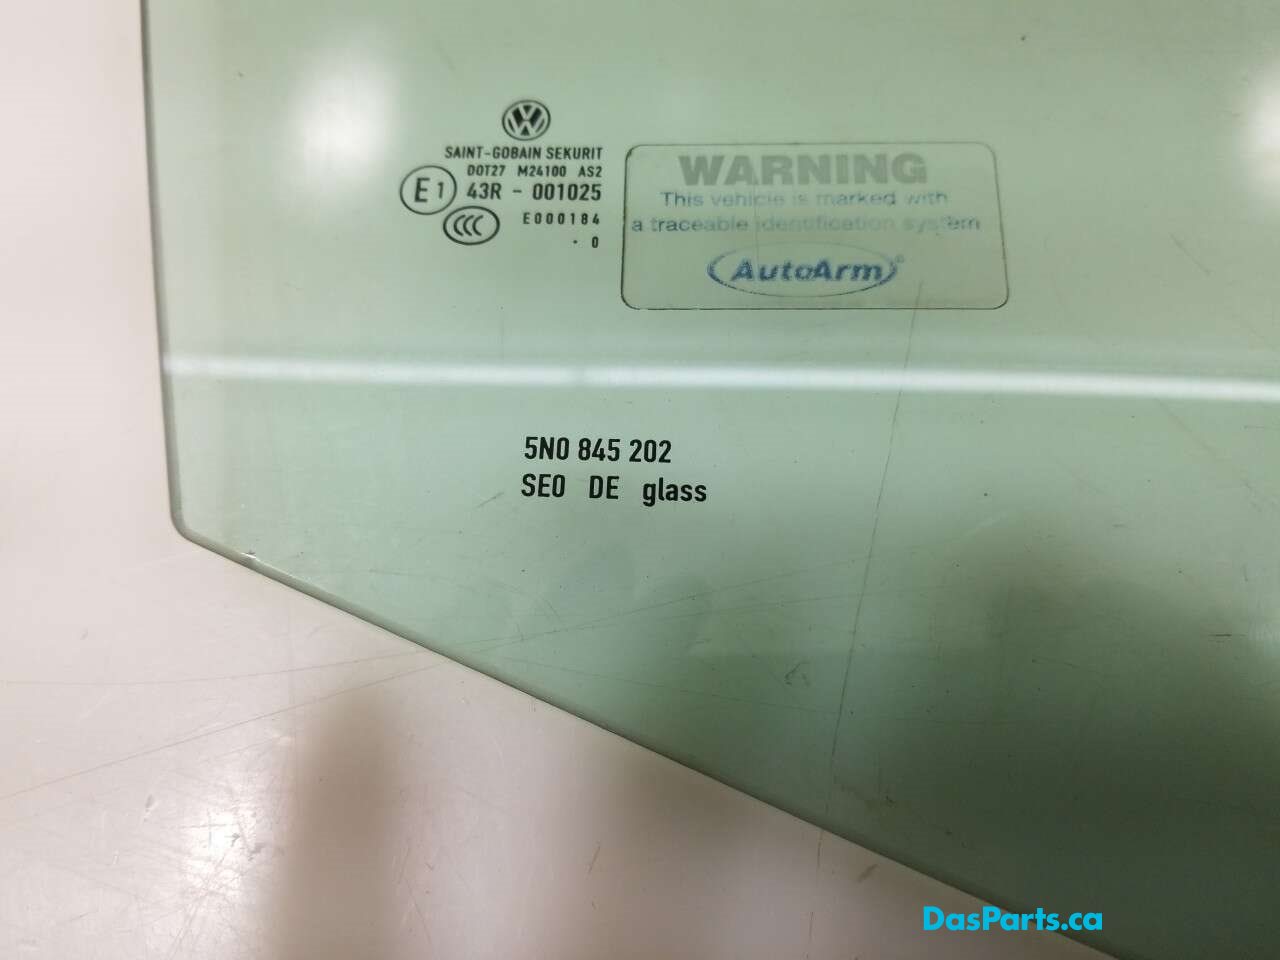 SAINT-GOBAIN SEKURIT
DOT27 M24100 AS2
E1 43R - 001025
CCC E000184
. 0
WARNING
This vehicle is marked with
a traceable identification system
AutoArm®
5N0 845 202
SE0 DE glass
DasParts.ca